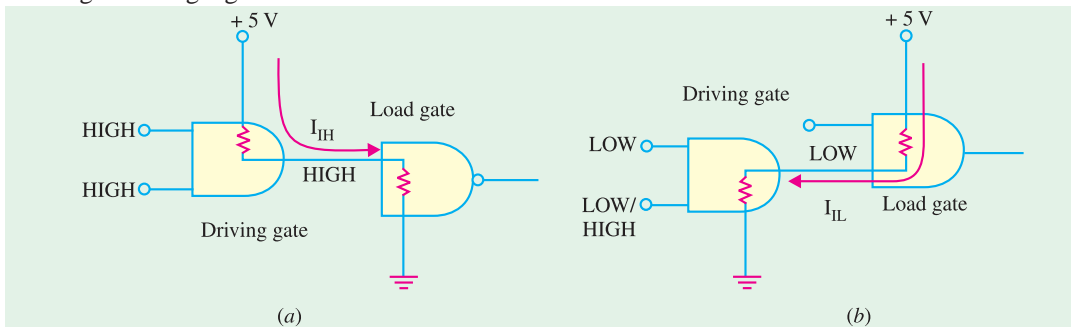 + 5 V
HIGH
HIGH
I_IH
HIGH
Load gate
Driving gate
(a)
+ 5 V
Driving gate
LOW
LOW
LOW/
HIGH
I_IL
Load gate
(b)